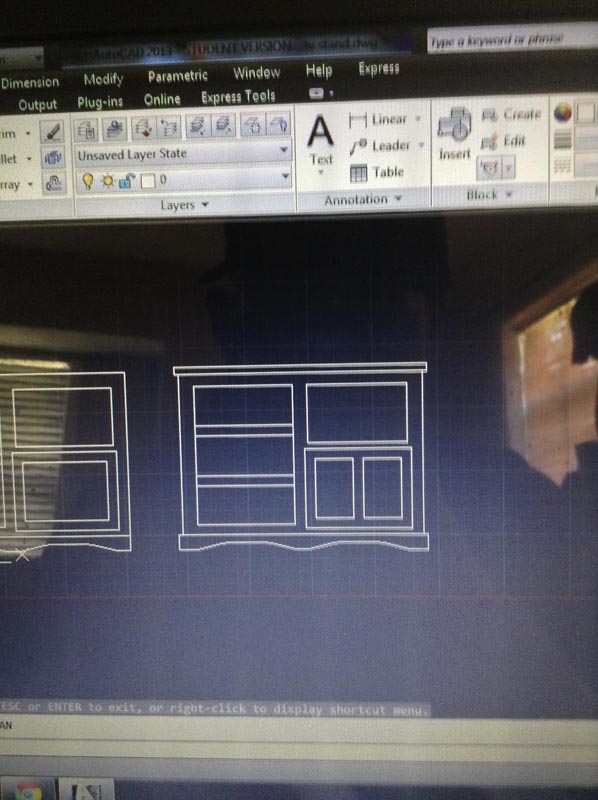 AutoCAD 2013 - STUDENT VERSION tv stand.dwg
Type a keyword or phrase
Dimension Modify Parametric Window Help Express
Output Plug-ins Online Express Tools
im
Linear
Create
Unsaved Layer State
Text
Leader
Insert
Edit
llet
rray
0
Table
Layers
Annotation
Block
ESC or ENTER to exit, or right-click to display shortcut menu.
AN